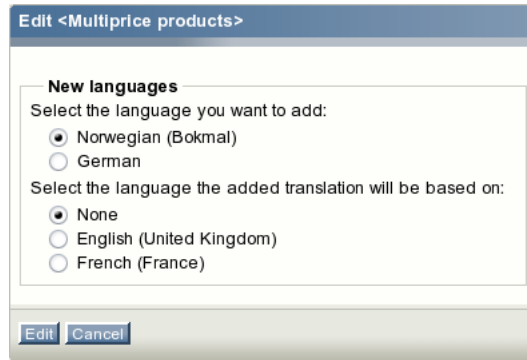 Edit <Multiprice products>
New languages
Select the language you want to add:
Norwegian (Bokmal)
German
Select the language the added translation will be based on:
None
English (United Kingdom)
French (France)
Edit Cancel